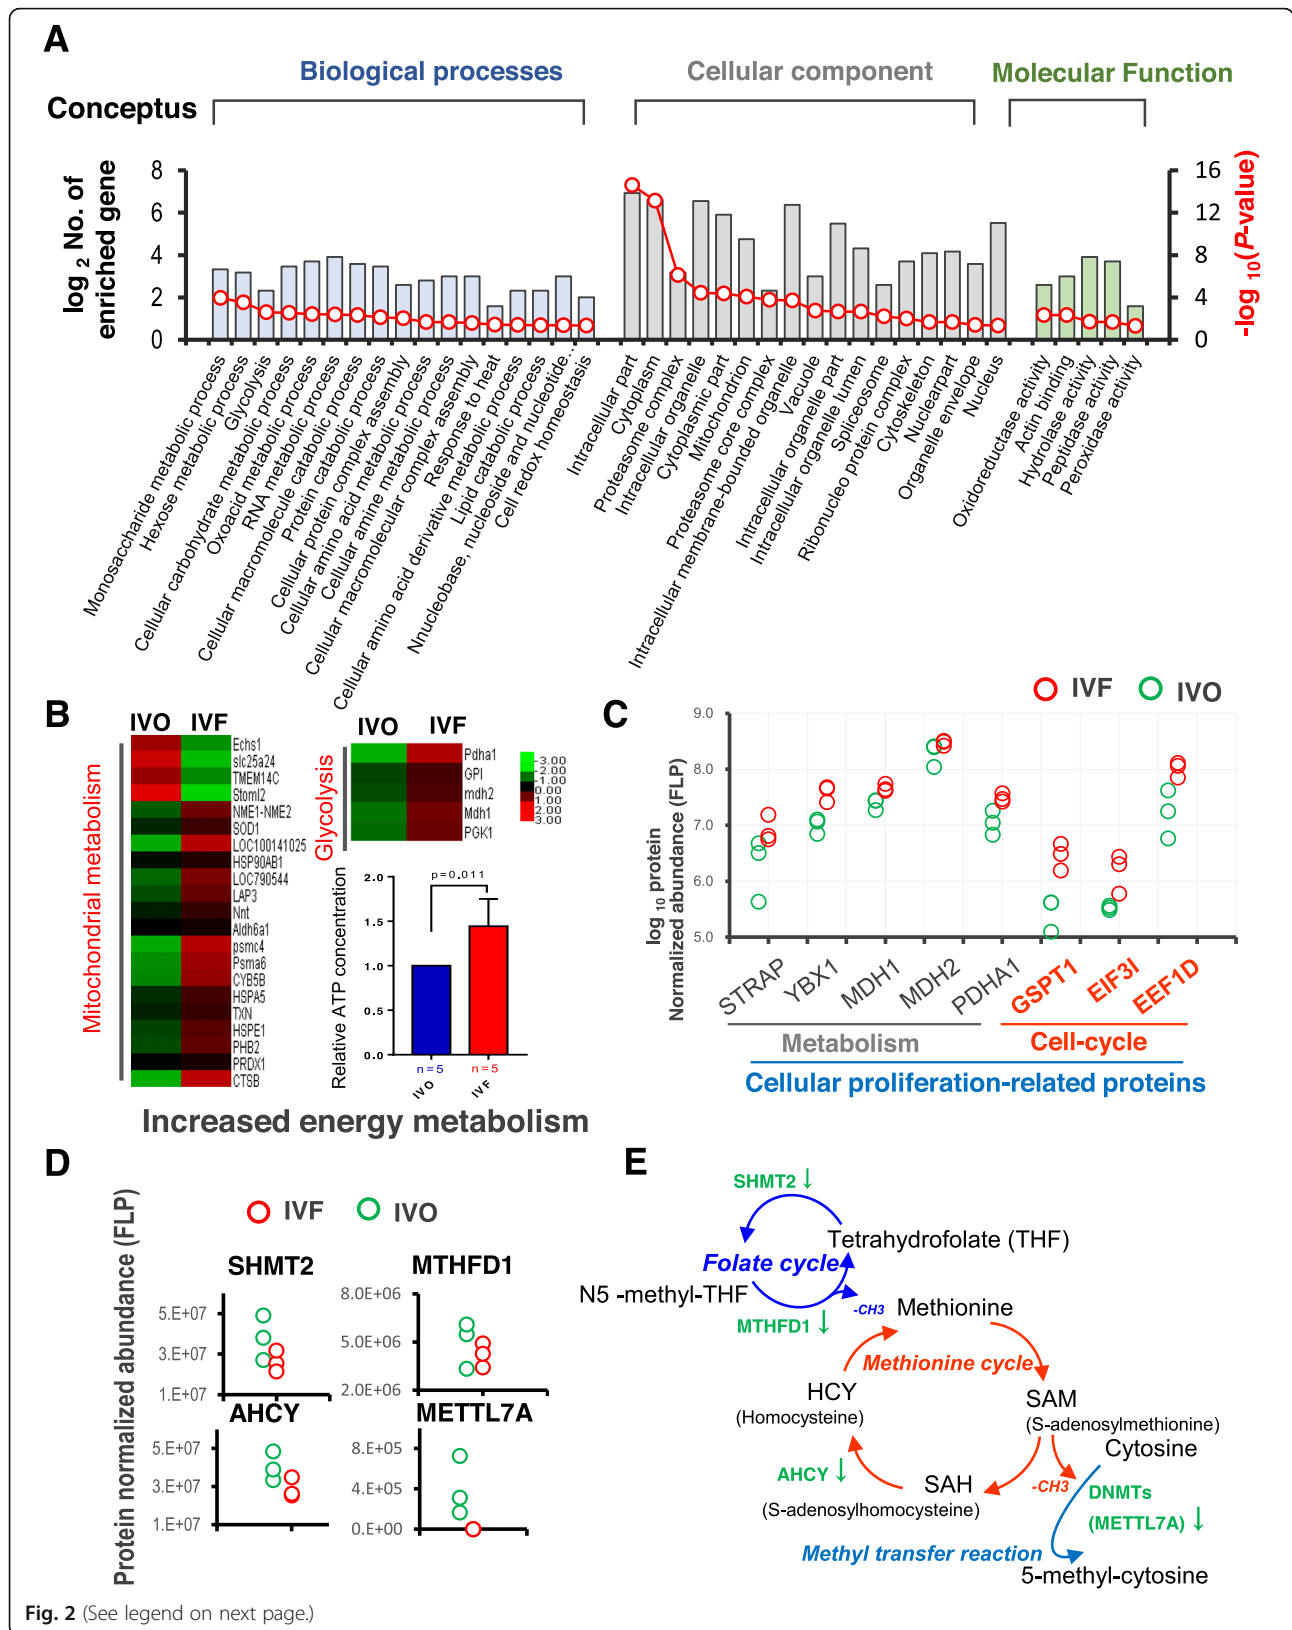 A
Biological processes
Cellular component
Molecular Function
Conceptus
log 2 No. of
enriched gene
8
6
4
2
0
16
12
8
4
0
-log 10(P-value)
Monosaccharide metabolic process
Hexose metabolic process
Glycolysis
Cellular carbohydrate metabolic process
Oxoacid metabolic process
RNA metabolic process
Cellular macromolecule catabolic process
Protein catabolic process
Cellular protein complex assembly
Cellular amino acid metabolic process
Cellular amine metabolic process
Cellular macromolecular complex assembly
Response to heat
Cellular amino acid derivative metabolic process
Lipid catabolic process
Nnucleobase, nucleoside and nucleotide...
Cell redox homeostasis
Intracellular part
Cytoplasm
Proteasome complex
Intracellular organelle
Cytoplasmic part
Mitochondrion
Proteasome core complex
Intracellular membrane-bounded organelle
Vacuole
Intracellular organelle part
Intracellular organelle lumen
Spliceosome
Ribonucleo protein complex
Cytoskeleton
Nuclearpart
Organelle envelope
Nucleus
Oxidoreductase activity
Actin binding
Hydrolase activity
Peptidase activity
Peroxidase activity
B
IVO IVF
Mitochondrial metabolism
Echs1
slc25a24
TMEM14C
Stoml2
NME1-NME2
SOD1
LOC100141025
HSP90AB1
LOC790544
LAP3
Nnt
Aldh6a1
psmc4
Psma6
CYB5B
HSPA5
TXN
HSPE1
PHB2
PRDX1
CTSB
IVO IVF
Glycolysis
Pdha1
GPI
mdh2
Mdh1
PGK1
-3.00
-2.00
-1.00
0.00
1.00
2.00
3.00
Relative ATP concentration
2.0
1.5
1.0
0.5
0.0
p=0.011
n=5
n=5
IVO
IVF
Increased energy metabolism
C
IVF
IVO
log 10 protein
Normalized abundance (FLP)
9.0
8.0
7.0
6.0
5.0
STRAP
YBX1
MDH1
MDH2
PDHA1
GSPT1
EIF3I
EEF1D
Metabolism
Cell-cycle
Cellular proliferation-related proteins
D
IVF
IVO
Protein normalized abundance (FLP)
SHMT2
5.E+07
3.E+07
1.E+07
MTHFD1
8.0E+06
5.0E+06
2.0E+06
AHCY
5.E+07
3.E+07
1.E+07
METTL7A
8.E+05
4.E+05
0.E+00
E
SHMT2 ↓
Tetrahydrofolate (THF)
Folate cycle
N5 -methyl-THF
-CH3
Methionine
MTHFD1 ↓
Methionine cycle
HCY
(Homocysteine)
SAM
(S-adenosylmethionine)
Cytosine
AHCY ↓
SAH
(S-adenosylhomocysteine)
-CH3
DNMTs
(METTL7A) ↓
Methyl transfer reaction
5-methyl-cytosine
Fig. 2 (See legend on next page.)